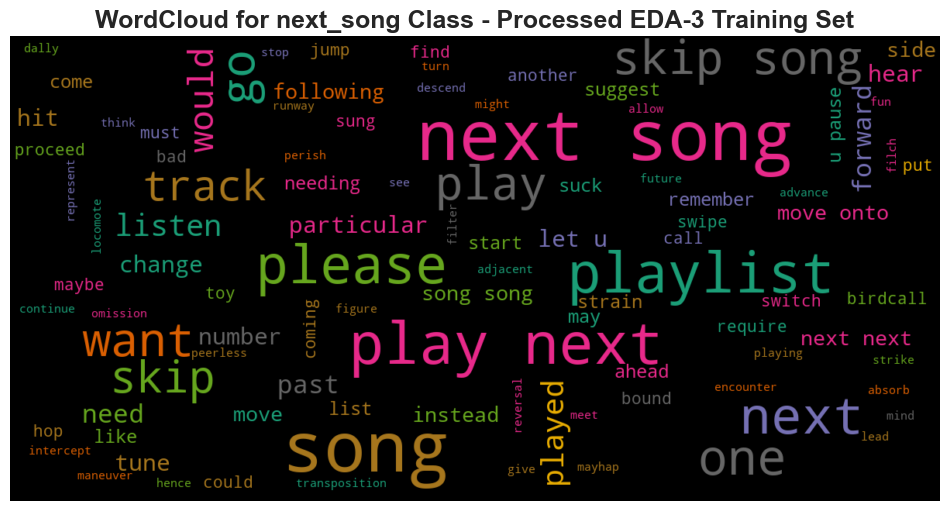 WordCloud for next_song Class - Processed EDA-3 Training Set
dally
stop
jump
find
skip song
side
come
would
go
turn
another
hear
following
descend
suggest
runway
might
allow
fun
hit
think
must
sung
next song
u pause
forward
filch
put
proceed
bad
perish
represent
track
needing
see
play
suck
future
advance
remember
locomote
listen
particular
filter
start
let u
swipe
call
move onto
change
please
adjacent
playlist
maybe
toy
song song
strain
switch
birdcall
continue
omission
coming
figure
may
require
next next
want
number
peerless
play next
playing
strike
skip
past
ahead
encounter
absorb
need
move
list
instead
reversal
played
meet
bound
next
mind
hop
like
song
one
lead
intercept
tune
maneuver
hence
could
transposition
give
mayhap